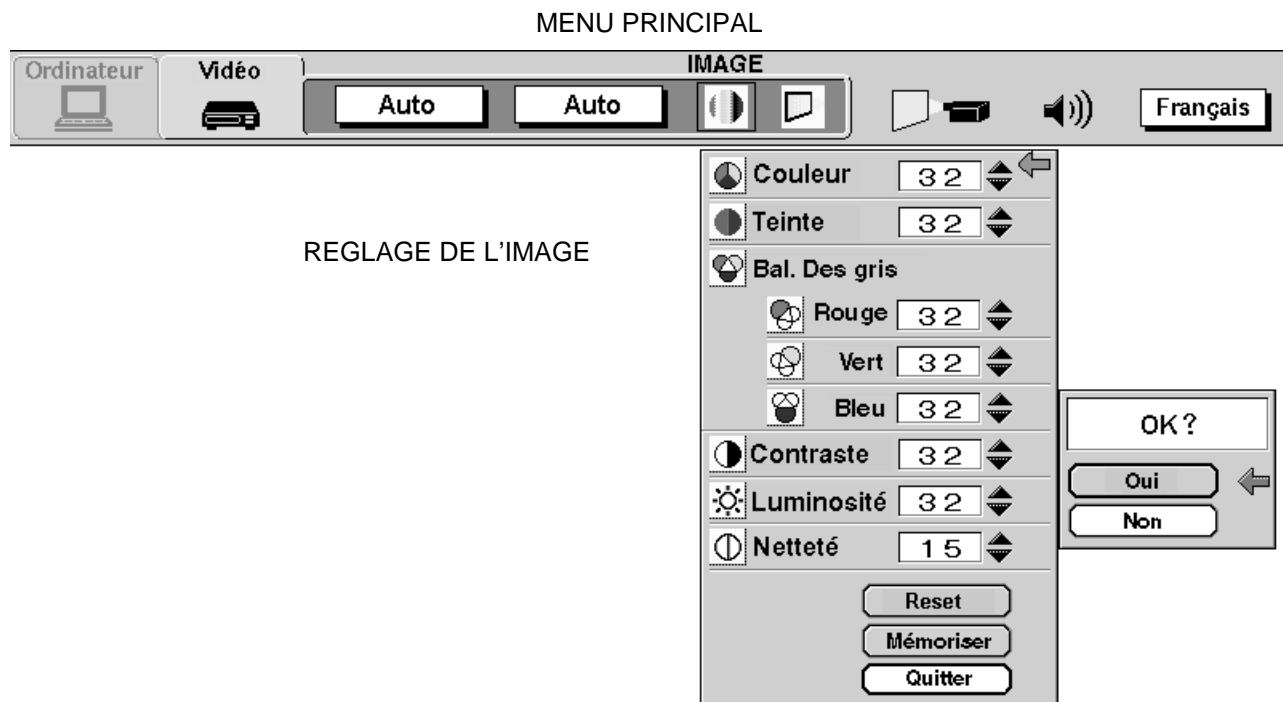 MENU PRINCIPAL
Ordinateur
Vidéo
IMAGE
Auto
Auto
Français
Couleur 32
Teinte 32
REGLAGE DE L'IMAGE
Bal. Des gris
Rouge 32
Vert 32
Bleu 32
OK?
Contraste 32
Oui
Luminosité 32
Non
Netteté 15
Reset
Mémoriser
Quitter